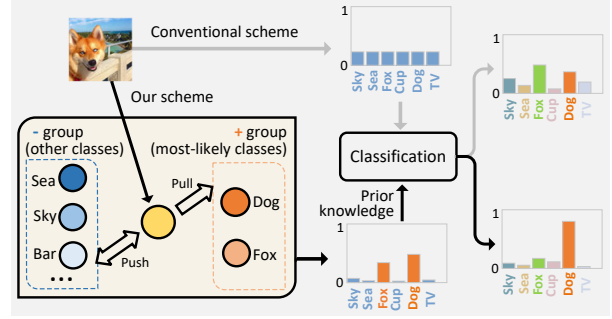 Conventional scheme
Our scheme
1
0
Sky
Sea
Fox
Cup
Dog
TV
1
0
Sky
Sea
Fox
Cup
Dog
TV
- group
(other classes)
+ group
(most-likely classes)
Sea
Sky
Bar
...
Pull
Push
Dog
Fox
Classification
Prior
knowledge
1
0
Sky
Sea
Fox
Cup
Dog
TV
1
0
Sky
Sea
Fox
Cup
Dog
TV